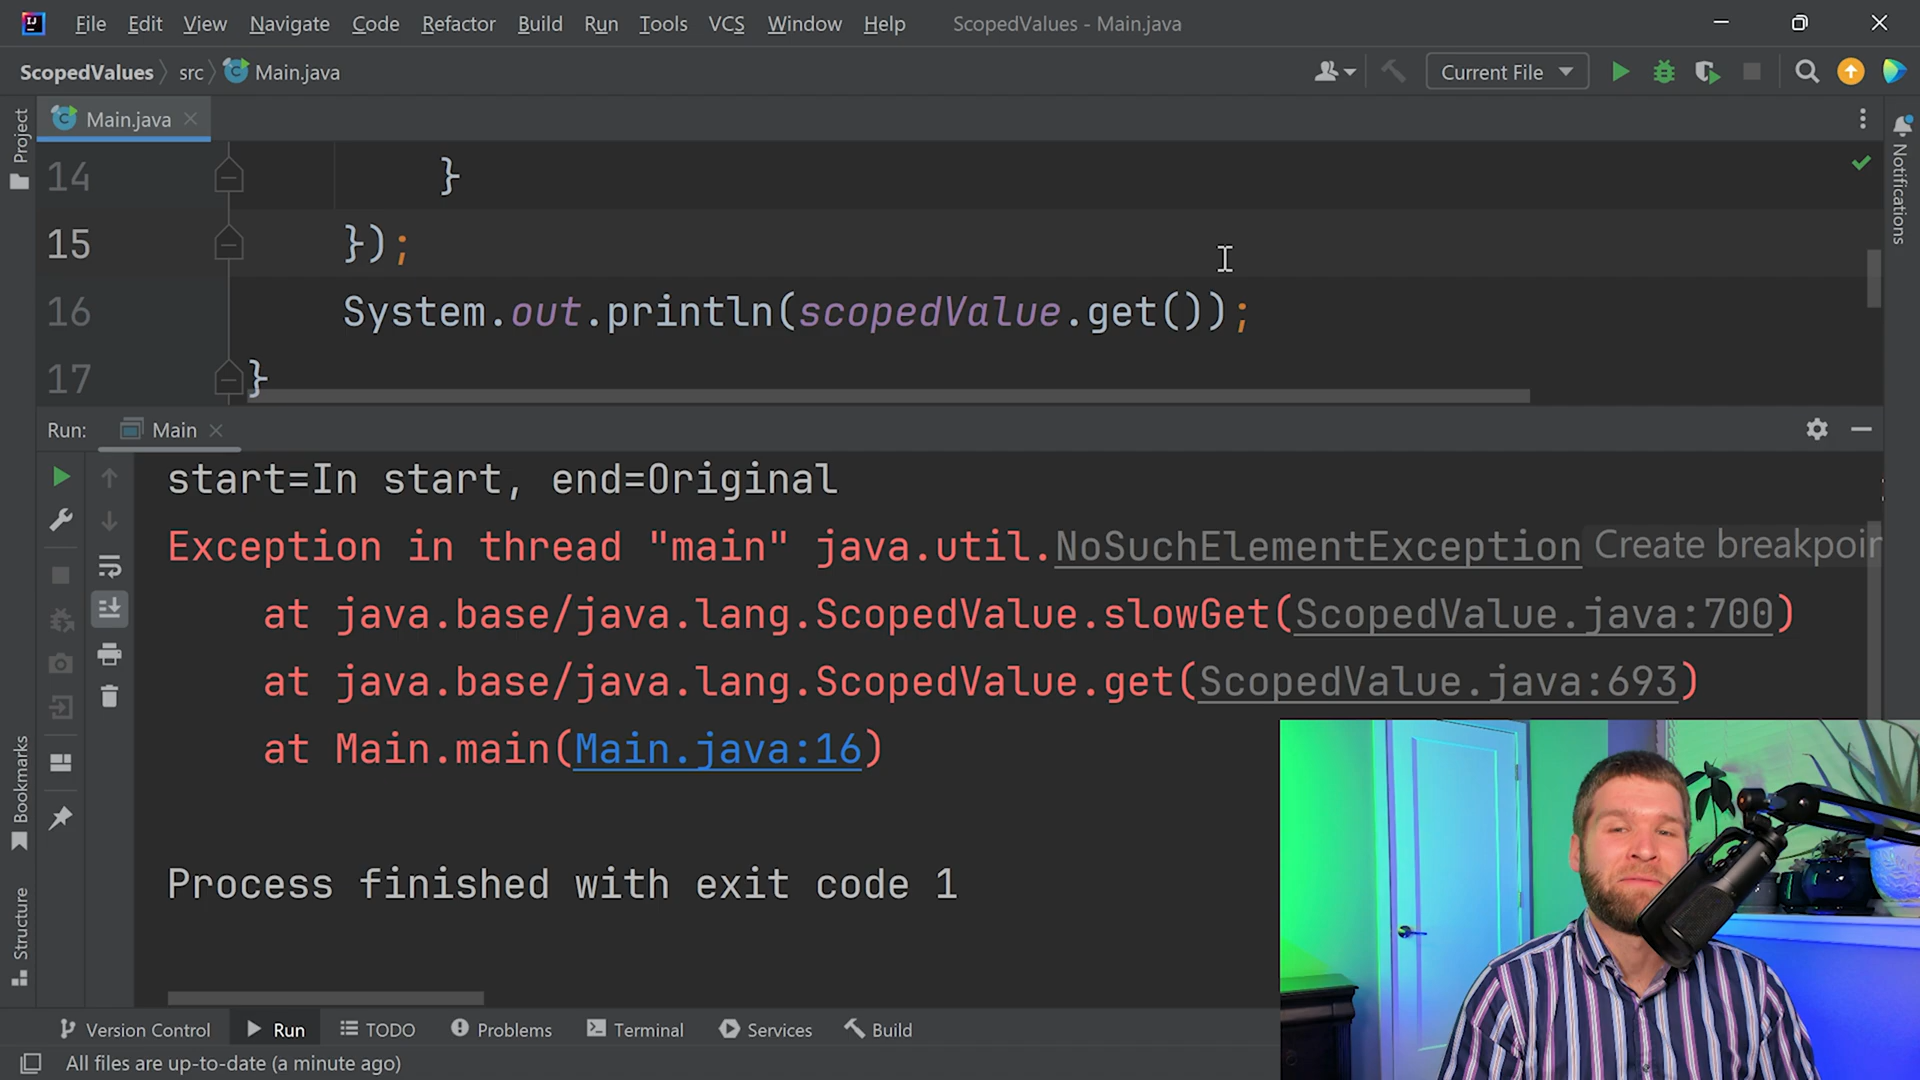 File Edit View Navigate Code Refactor Build Run Tools VCS Window Help ScopedValues - Main.java
ScopedValues src Main.java Current File
Main.java
Project
Notifications
14 }
15 });
16 System.out.println(scopedValue.get());
17 }
Run: Main
start=In start, end=Original
Exception in thread "main" java.util.NoSuchElementException Create breakpoin
at java.base/java.lang.ScopedValue.slowGet(ScopedValue.java:700)
at java.base/java.lang.ScopedValue.get(ScopedValue.java:693)
at Main.main(Main.java:16)
Process finished with exit code 1
Bookmarks
Structure
Version Control Run TODO Problems Terminal Services Build
All files are up-to-date (a minute ago)